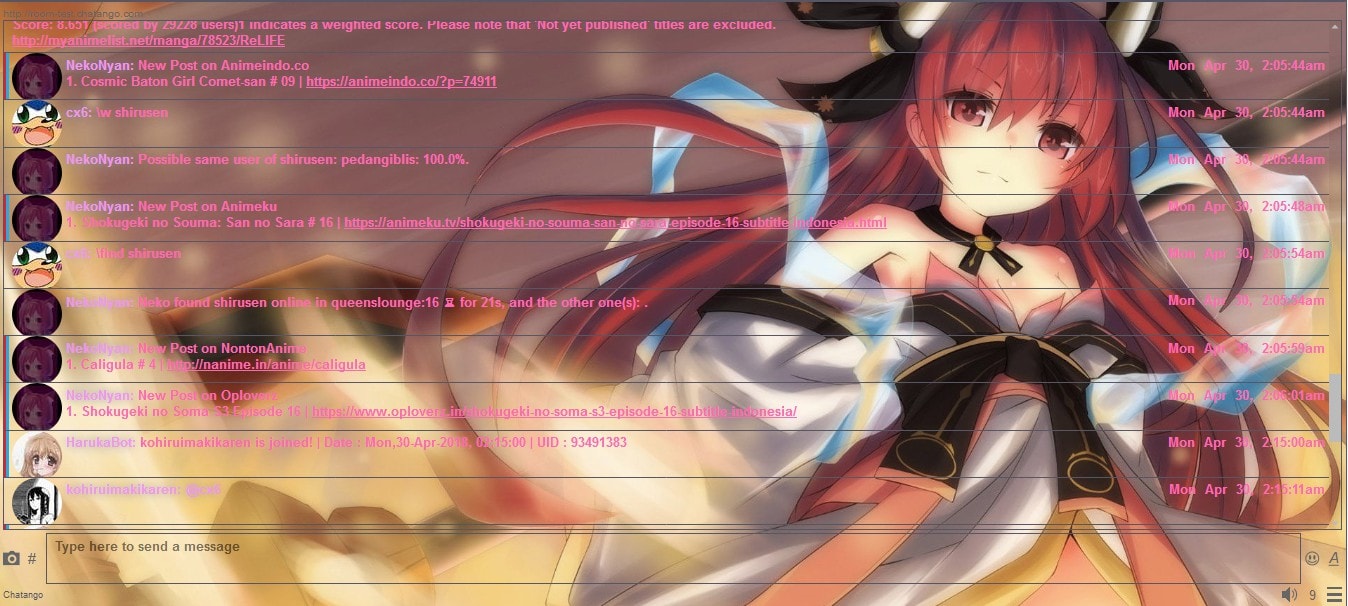 Score: 8.651 (scored by 29228 users)1 indicates a weighted score. Please note that 'Not yet published' titles are excluded.
http://myanimelist.net/manga/78523/ReLIFE
NekoNyan: New Post on Animeindo.co
Mon Apr 30, 2:05:44am
1. Cosmic Baton Girl Comet-san # 09 | https://animeindo.co/?p=74911
cx6: \w shirusen
Mon Apr 30, 2:05:44am
NekoNyan: Possible same user of shirusen: pedangiblis: 100.0%.
Mon Apr 30, 2:05:44am
NekoNyan: New Post on Animeku
Mon Apr 30, 2:05:48am
1. Shokugeki no Souma: San no Sara # 16 | https://animeku.tv/shokugeki-no-souma-san-no-sara-episode-16-subtitle-indonesia.html
cx6: \find shirusen
Mon Apr 30, 2:05:54am
NekoNyan: Neko found shirusen online in queenslounge:16 ⌛ for 21s, and the other one(s): .
Mon Apr 30, 2:05:54am
NekoNyan: New Post on NontonAnime
Mon Apr 30, 2:05:59am
1. Caligula # 4 | http://nanime.in/anime/caligula
NekoNyan: New Post on Oploverz
Mon Apr 30, 2:06:01am
1. Shokugeki no Soma S3 Episode 16 | https://www.oploverz.in/shokugeki-no-soma-s3-episode-16-subtitle-indonesia/
HarukaBot: kohiruimakikaren is joined! | Date : Mon,30-Apr-2018, 02:15:00 | UID : 93491383
Mon Apr 30, 2:15:00am
kohiruimakikaren: @cx6
Mon Apr 30, 2:15:11am
# Type here to send a message
A
Chatango
9